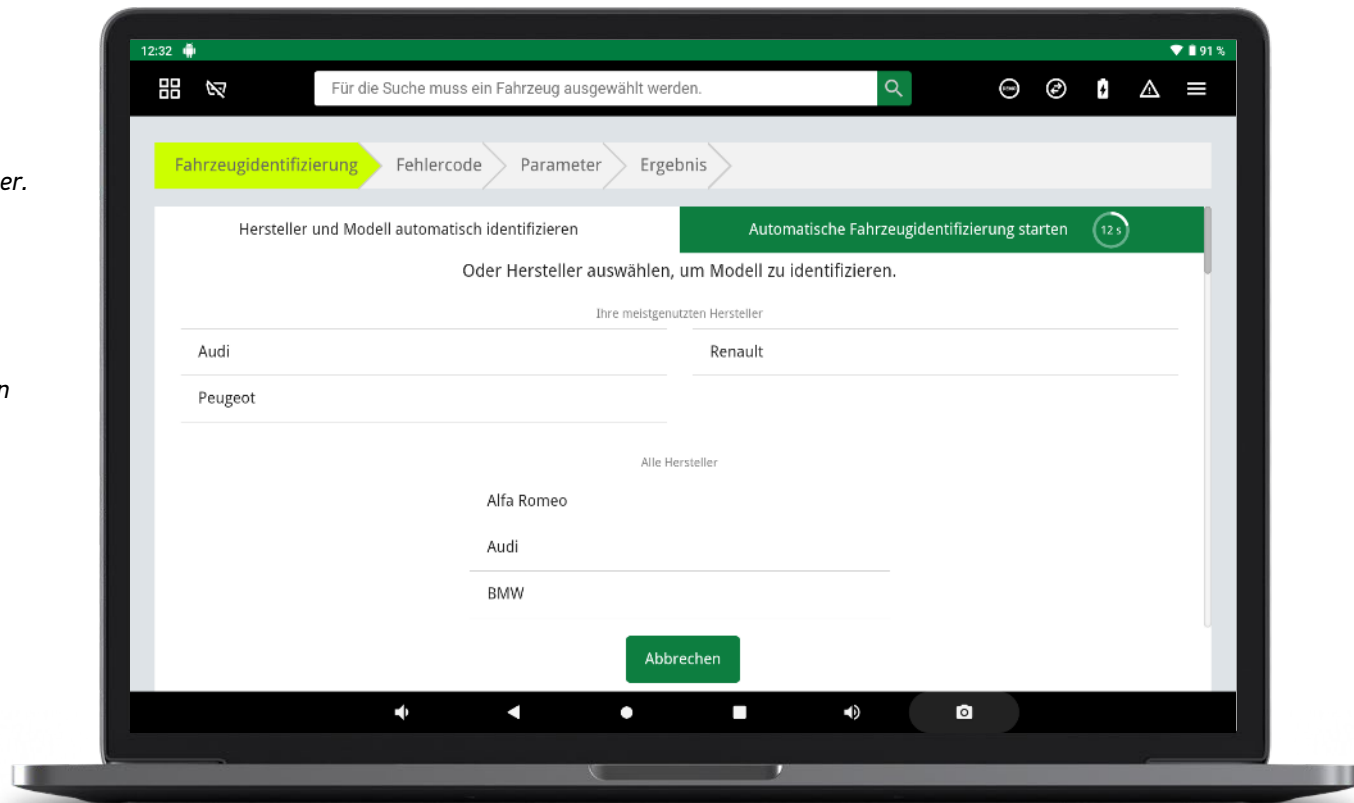 12:32
91 %
Für die Suche muss ein Fahrzeug ausgewählt werden.
Fahrzeugidentifizierung Fehlercode Parameter Ergebnis
er.
Hersteller und Modell automatisch identifizieren
Automatische Fahrzeugidentifizierung starten 12 s
Oder Hersteller auswählen, um Modell zu identifizieren.
Ihre meistgenutzten Hersteller
Audi
Renault
Peugeot
n
Alle Hersteller
Alfa Romeo
Audi
BMW
Abbrechen